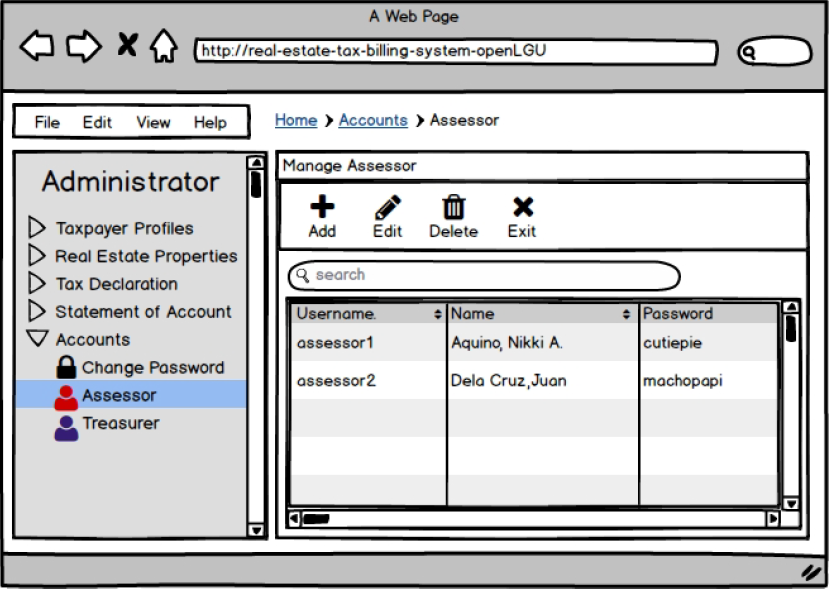 A Web Page
http://real-estate-tax-billing-system-openLGU
File Edit View Help
Home Accounts Assessor
Administrator
Taxpayer Profiles
Real Estate Properties
Tax Declaration
Statement of Account
Accounts
Change Password
Assessor
Treasurer
Manage Assessor
Add Edit Delete Exit
search
Username. Name Password
assessor1 Aquino, Nikki A. cutiepie
assessor2 Dela Cruz,Juan machopapi